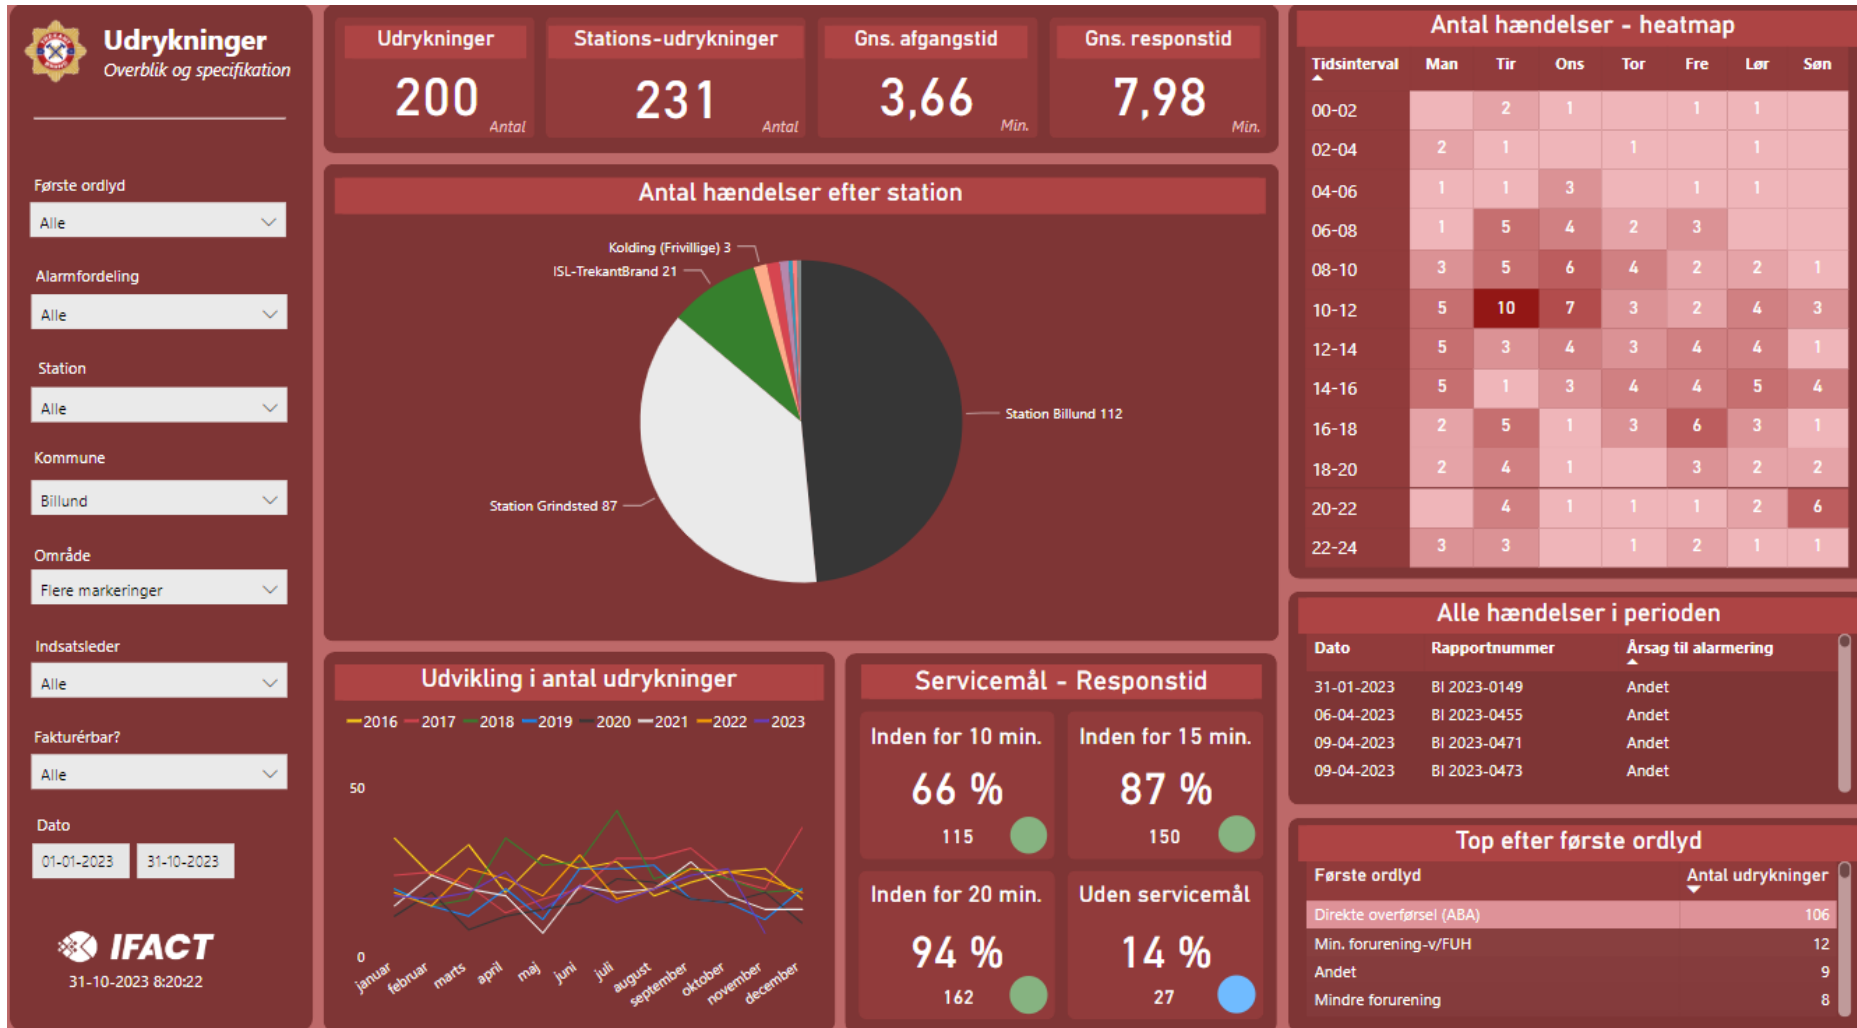 Udrykninger
Overblik og specifikation
Første ordlyd
Alle
Alarmfordeling
Alle
Station
Alle
Kommune
Billund
Område
Flere markeringer
Indsatsleder
Alle
Fakturérbar?
Alle
Dato
01-01-2023 31-10-2023
IFACT
31-10-2023 8:20:22
Udrykninger
200
Antal
Stations-udrykninger
231
Antal
Gns. afgangstid
3,66
Min.
Gns. responstid
7,98
Min.
Antal hændelser efter station
Kolding (Frivillige) 3
ISL-TrekantBrand 21
Station Billund 112
Station Grindsted 87
Udvikling i antal udrykninger
2016 2017 2018 2019 2020 2021 2022 2023
50
0
januar februar marts april maj juni juli august september oktober november december
Servicemål - Responstid
Inden for 10 min.
66 %
115
Inden for 15 min.
87 %
150
Inden for 20 min.
94 %
162
Uden servicemål
14 %
27
Antal hændelser - heatmap
Tidsinterval Man Tir Ons Tor Fre Lør Søn
00-02 2 1 1 1
02-04 2 1 1 1
04-06 1 1 3 1 1
06-08 1 5 4 2 3
08-10 3 5 6 4 2 2 1
10-12 5 10 7 3 2 4 3
12-14 5 3 4 3 4 4 1
14-16 5 1 3 4 4 5 4
16-18 2 5 1 3 6 3 1
18-20 2 4 1 3 2 2
20-22 4 1 1 1 2 6
22-24 3 3 1 2 1 1
Alle hændelser i perioden
Dato Rapportnummer Årsag til alarmering
31-01-2023 BI 2023-0149 Andet
06-04-2023 BI 2023-0455 Andet
09-04-2023 BI 2023-0471 Andet
09-04-2023 BI 2023-0473 Andet
Top efter første ordlyd
Første ordlyd Antal udrykninger
Direkte overførsel (ABA) 106
Min. forurening-v/FUH 12
Andet 9
Mindre forurening 8